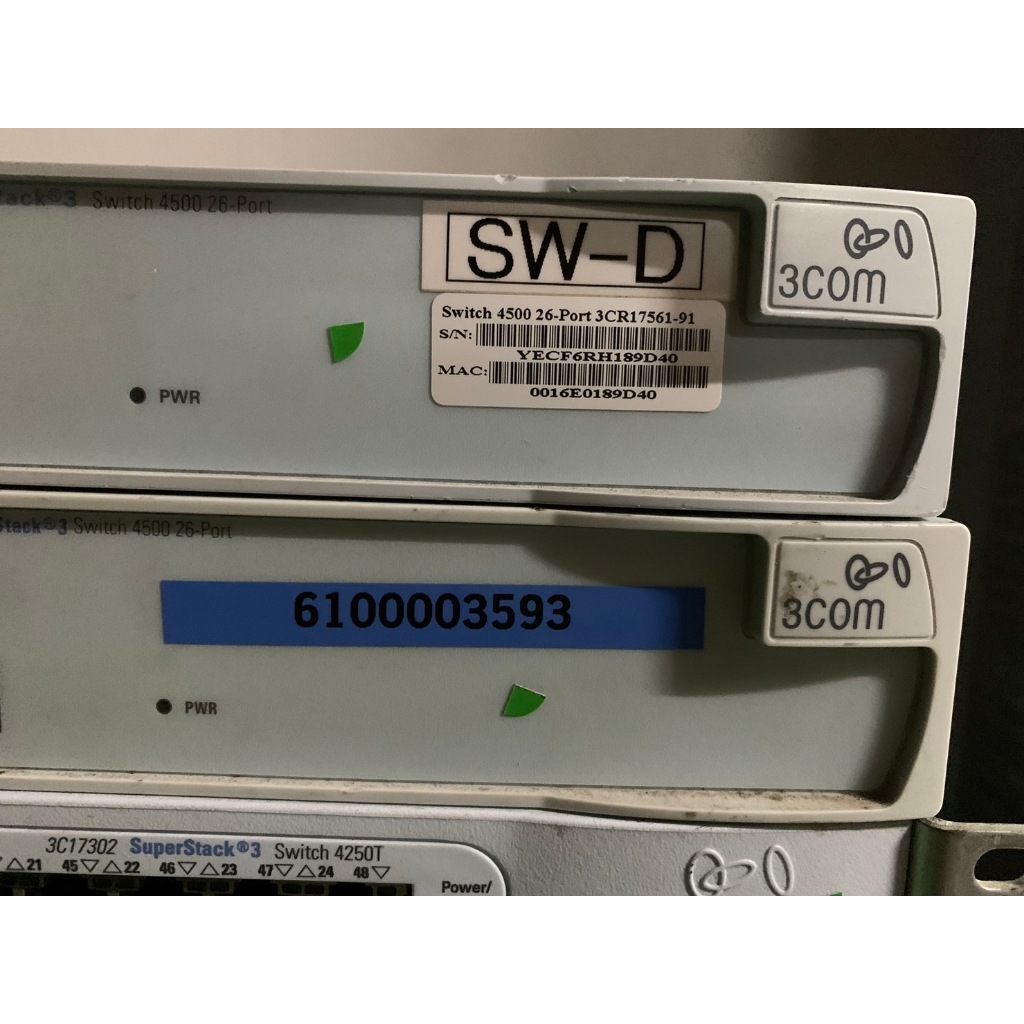 Stack®3 Switch 4500 26-Port
SW-D
3COM
Switch 4500 26-Port 3CR17561-91
S/N:
YECF6RH189D40
MAC:
0016E0189D40
PWR
Stack®3 Switch 4500 26-Port
6100003593
3COM
PWR
3C17302 SuperStack®3 Switch 4250T
21 45 22 46 23 47 24 48
Power/